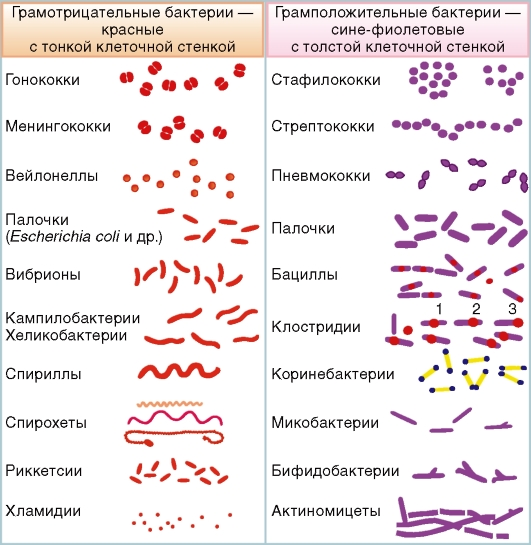 Грамотрицательные бактерии —
красные
с тонкой клеточной стенкой
Гонококки
Менингококки
Вейлонеллы
Палочки
(Escherichia coli и др.)
Вибрионы
Кампилобактерии
Хеликобактерии
Спириллы
Спирохеты
Риккетсии
Хламидии
Грамположительные бактерии —
сине-фиолетовые
с толстой клеточной стенкой
Стафилококки
Стрептококки
Пневмококки
Палочки
Бациллы
1 2 3
Клостридии
Коринебактерии
Микобактерии
Бифидобактерии
Актиномицеты